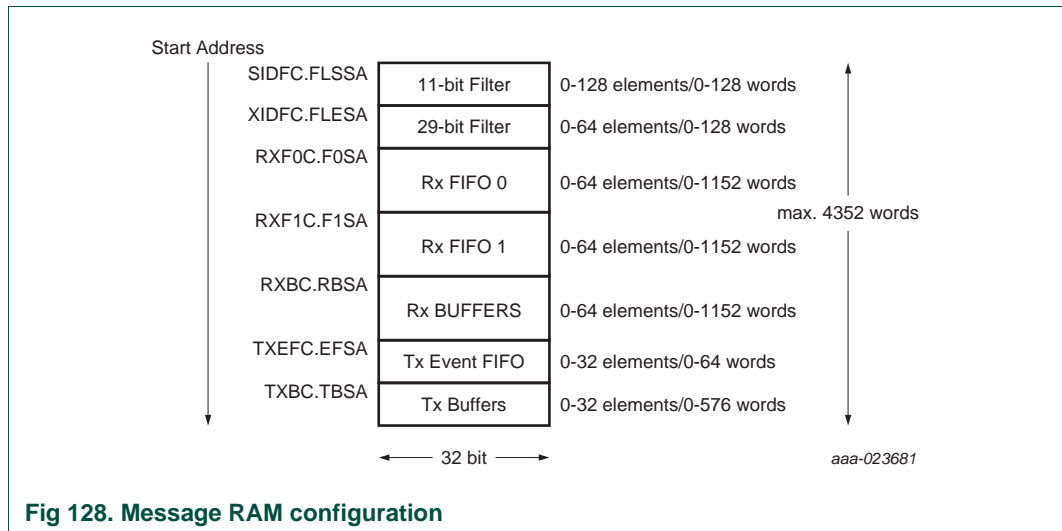 Start Address
SIDFC.FLSSA
11-bit Filter
0-128 elements/0-128 words
XIDFC.FLESA
29-bit Filter
0-64 elements/0-128 words
RXF0C.F0SA
Rx FIFO 0
0-64 elements/0-1152 words
max. 4352 words
RXF1C.F1SA
Rx FIFO 1
0-64 elements/0-1152 words
RXBC.RBSA
Rx BUFFERS
0-64 elements/0-1152 words
TXEFC.EFSA
Tx Event FIFO
0-32 elements/0-64 words
TXBC.TBSA
Tx Buffers
0-32 elements/0-576 words
32 bit
aaa-023681
Fig 128. Message RAM configuration